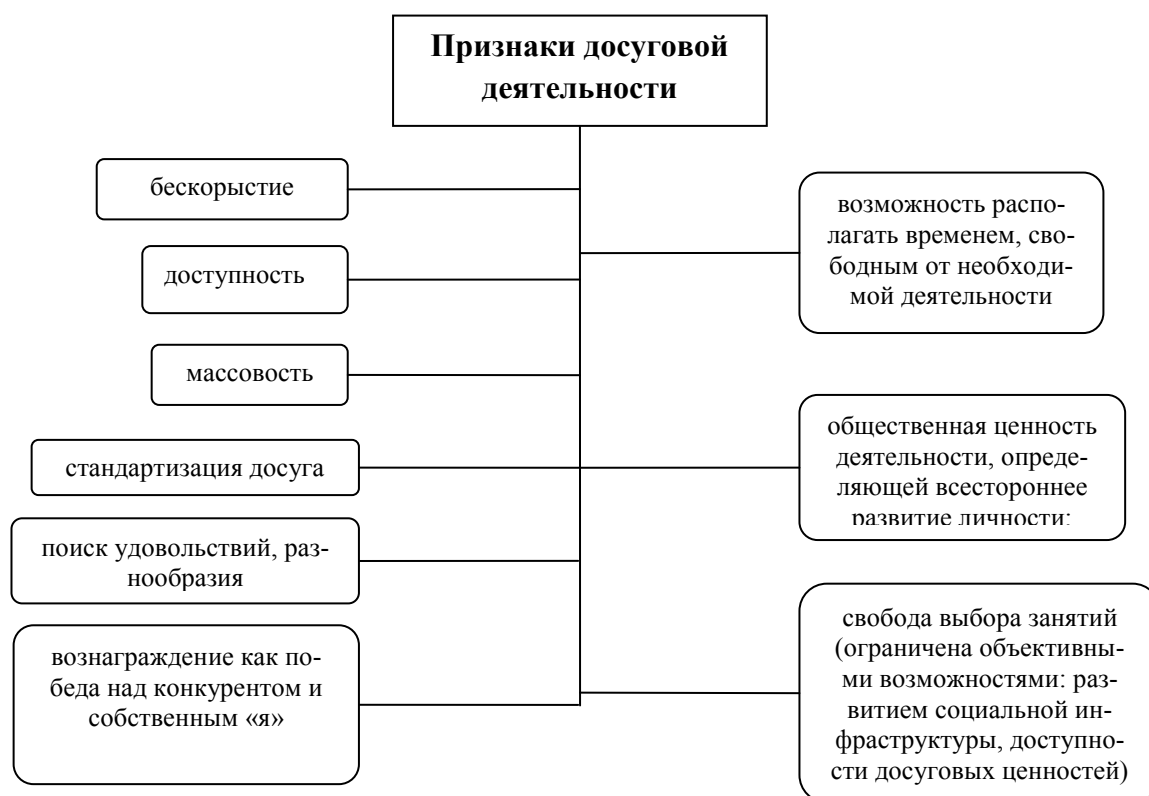 Признаки досуговой
деятельности
бескорыстие
доступность
массовость
стандартизация досуга
поиск удовольствий, раз-
нообразия
вознаграждение как по-
беда над конкурентом и
собственным «я»
возможность распо-
лагать временем, сво-
бодным от необходи-
мой деятельности
общественная ценность
деятельности, опреде-
ляющей всестороннее
развитие личности;
свобода выбора занятий
(ограничена объективны-
ми возможностями: раз-
витием социальной ин-
фраструктуры, доступно-
сти досуговых ценностей)